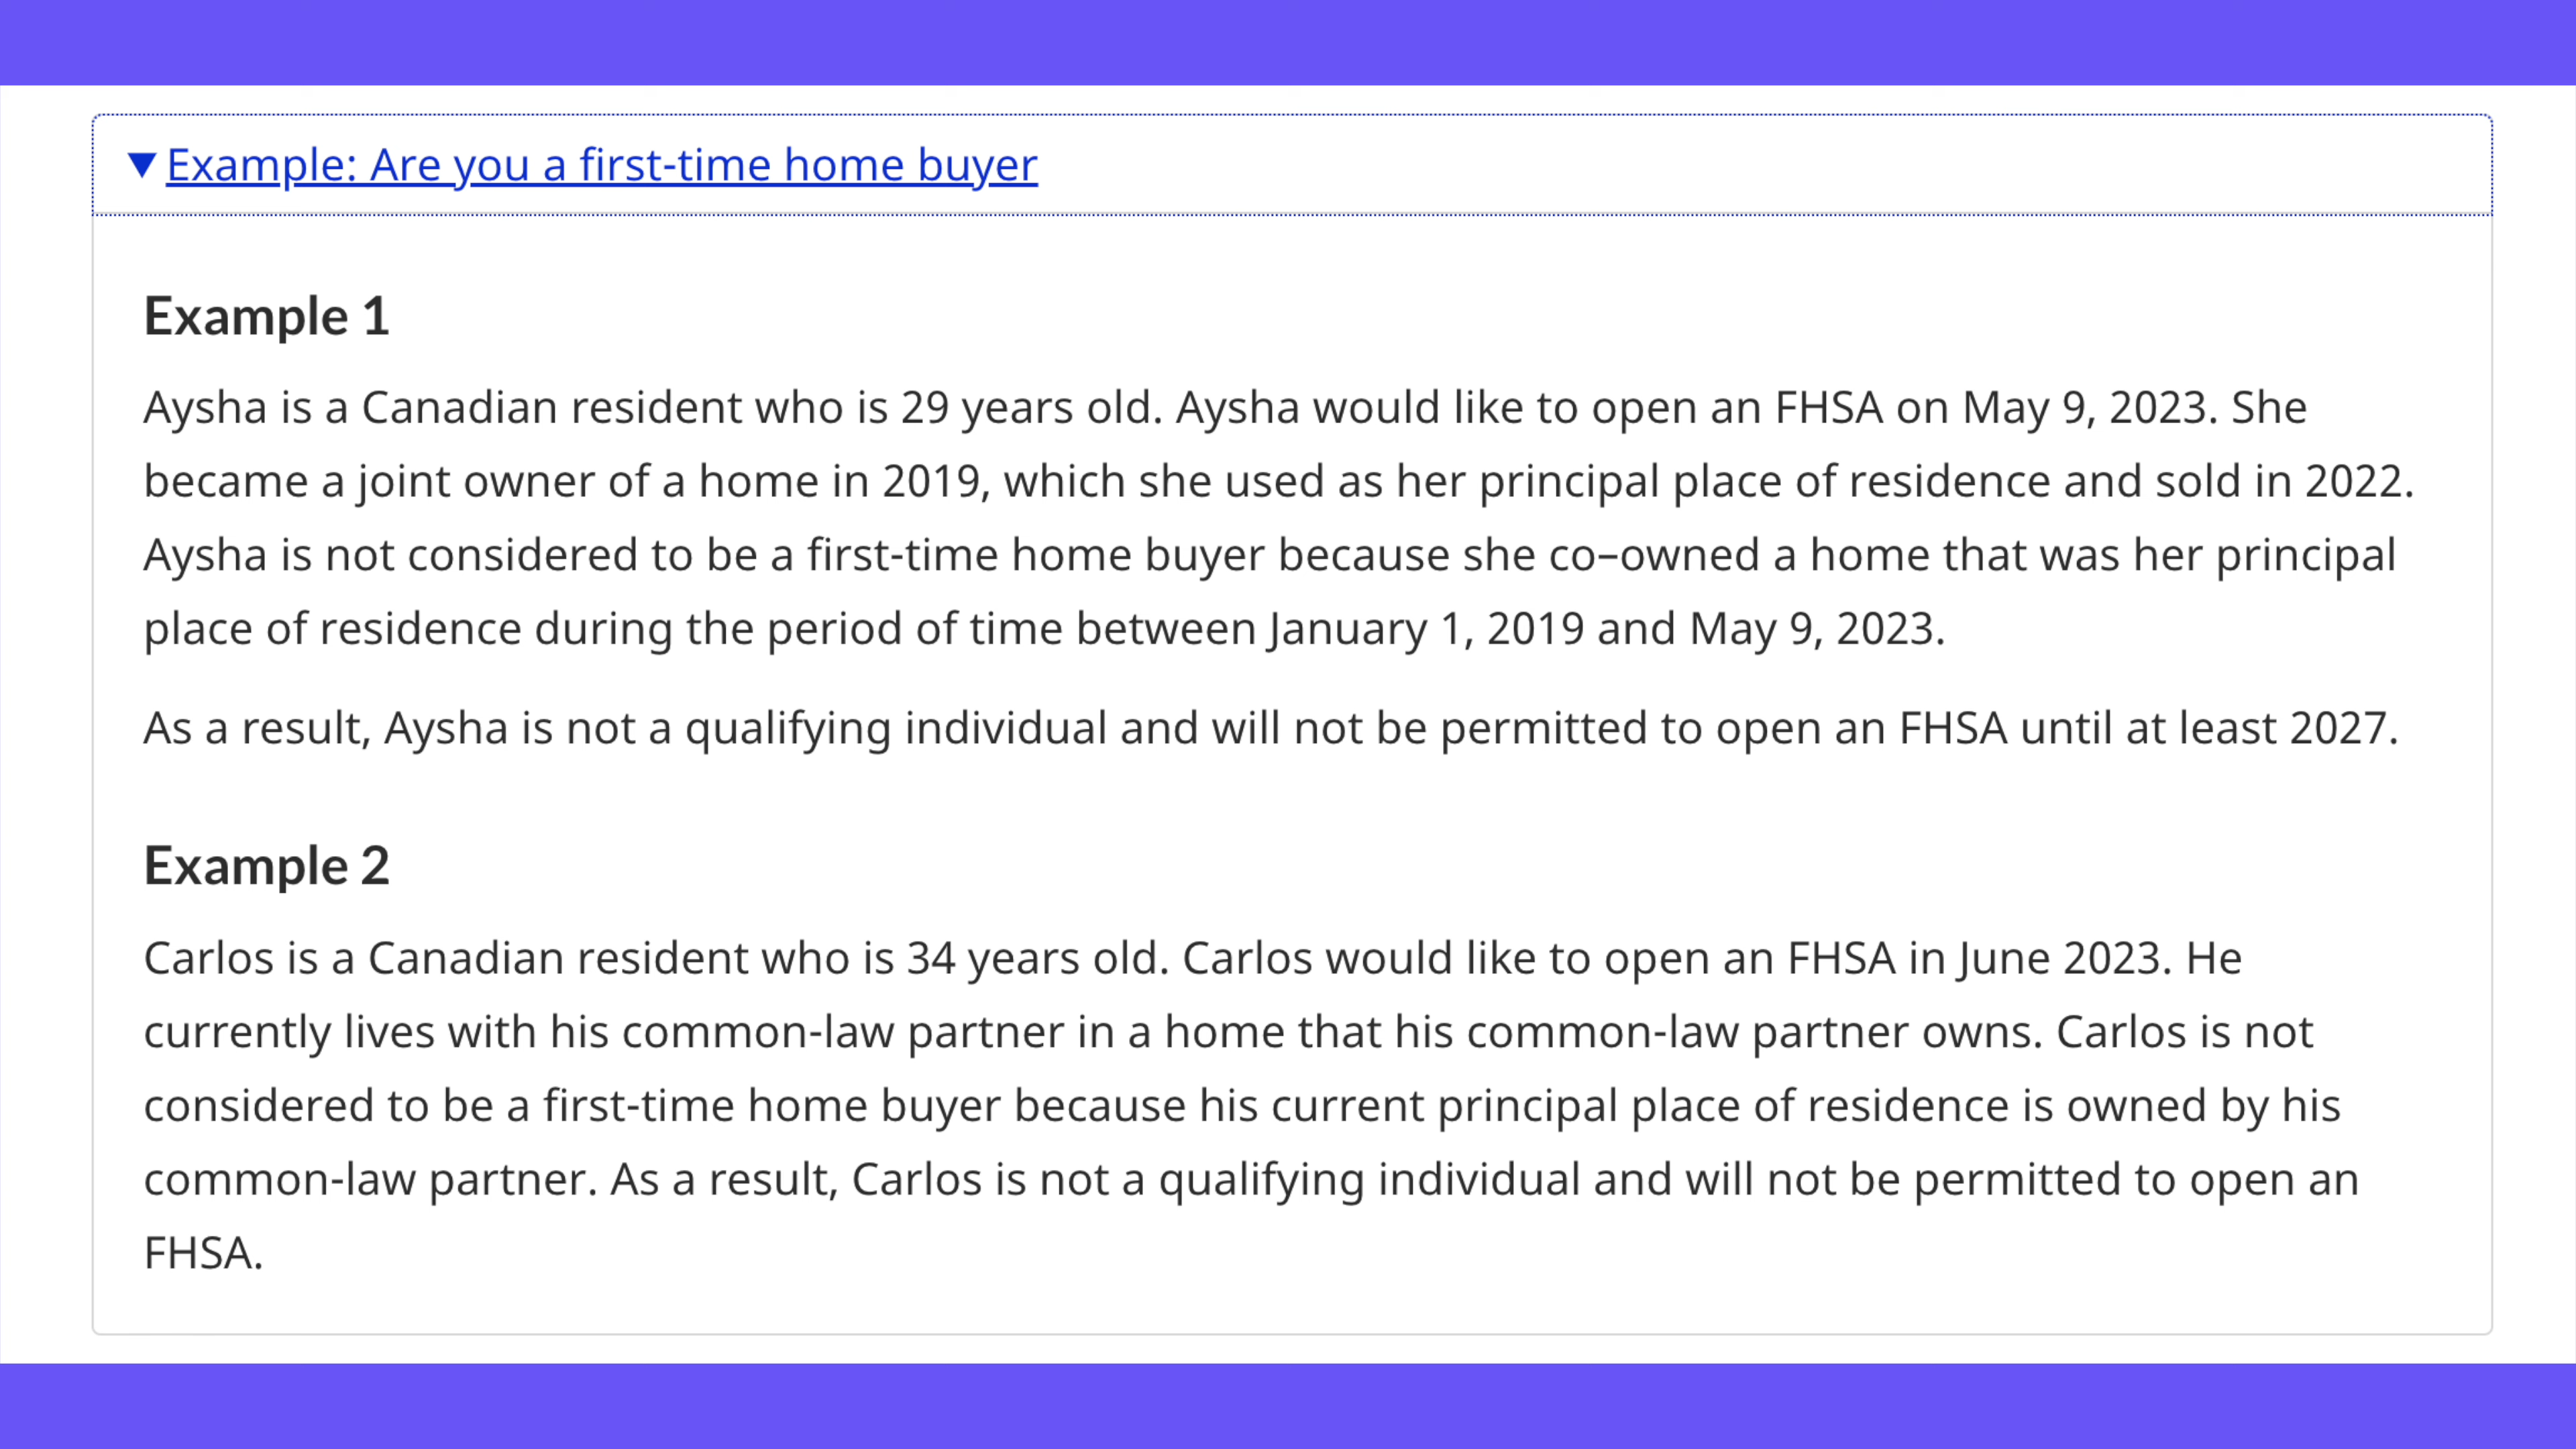 Example: Are you a first-time home buyer
Example 1
Aysha is a Canadian resident who is 29 years old. Aysha would like to open an FHSA on May 9, 2023. She
became a joint owner of a home in 2019, which she used as her principal place of residence and sold in 2022.
Aysha is not considered to be a first-time home buyer because she co–owned a home that was her principal
place of residence during the period of time between January 1, 2019 and May 9, 2023.
As a result, Aysha is not a qualifying individual and will not be permitted to open an FHSA until at least 2027.
Example 2
Carlos is a Canadian resident who is 34 years old. Carlos would like to open an FHSA in June 2023. He
currently lives with his common-law partner in a home that his common-law partner owns. Carlos is not
considered to be a first-time home buyer because his current principal place of residence is owned by his
common-law partner. As a result, Carlos is not a qualifying individual and will not be permitted to open an
FHSA.